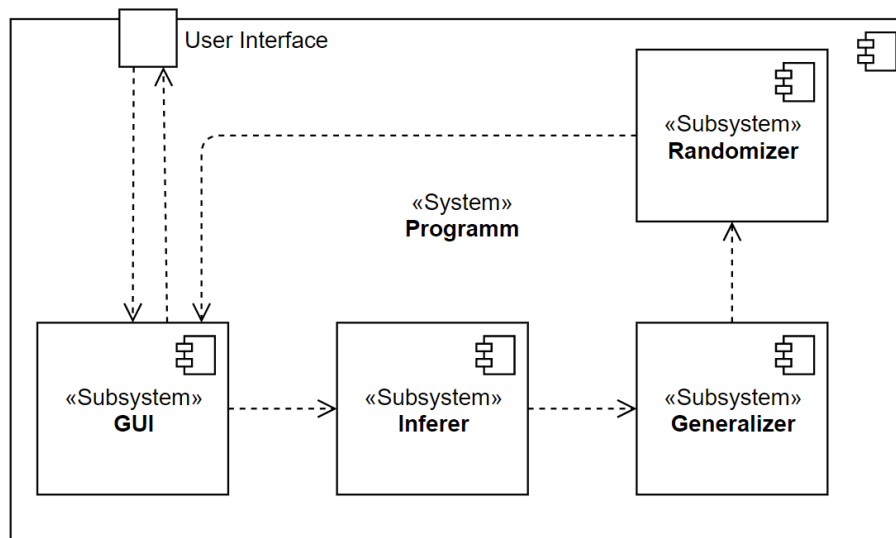 User Interface
«Subsystem»
Randomizer
«System»
Programm
«Subsystem»
GUI
«Subsystem»
Inferer
«Subsystem»
Generalizer